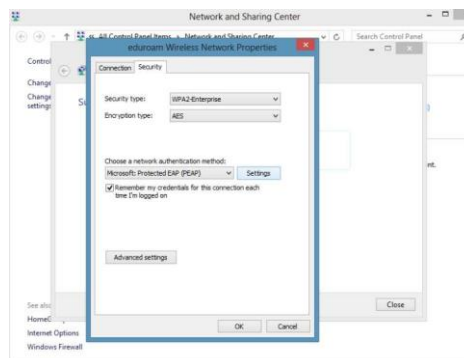 Network and Sharing Center
All Control Panel Items
Network and Sharing Center
Search Control Panel
eduroam Wireless Network Properties
Control
Change
Change
settings
Connection
Security
Security type:
WPA2-Enterprise
Encryption type:
AES
Choose a network authentication method:
Microsoft: Protected EAP (PEAP)
Settings
Remember my credentials for this connection each
time I'm logged on
Advanced settings
OK
Cancel
Close
See also
Internet Options
Windows Firewall